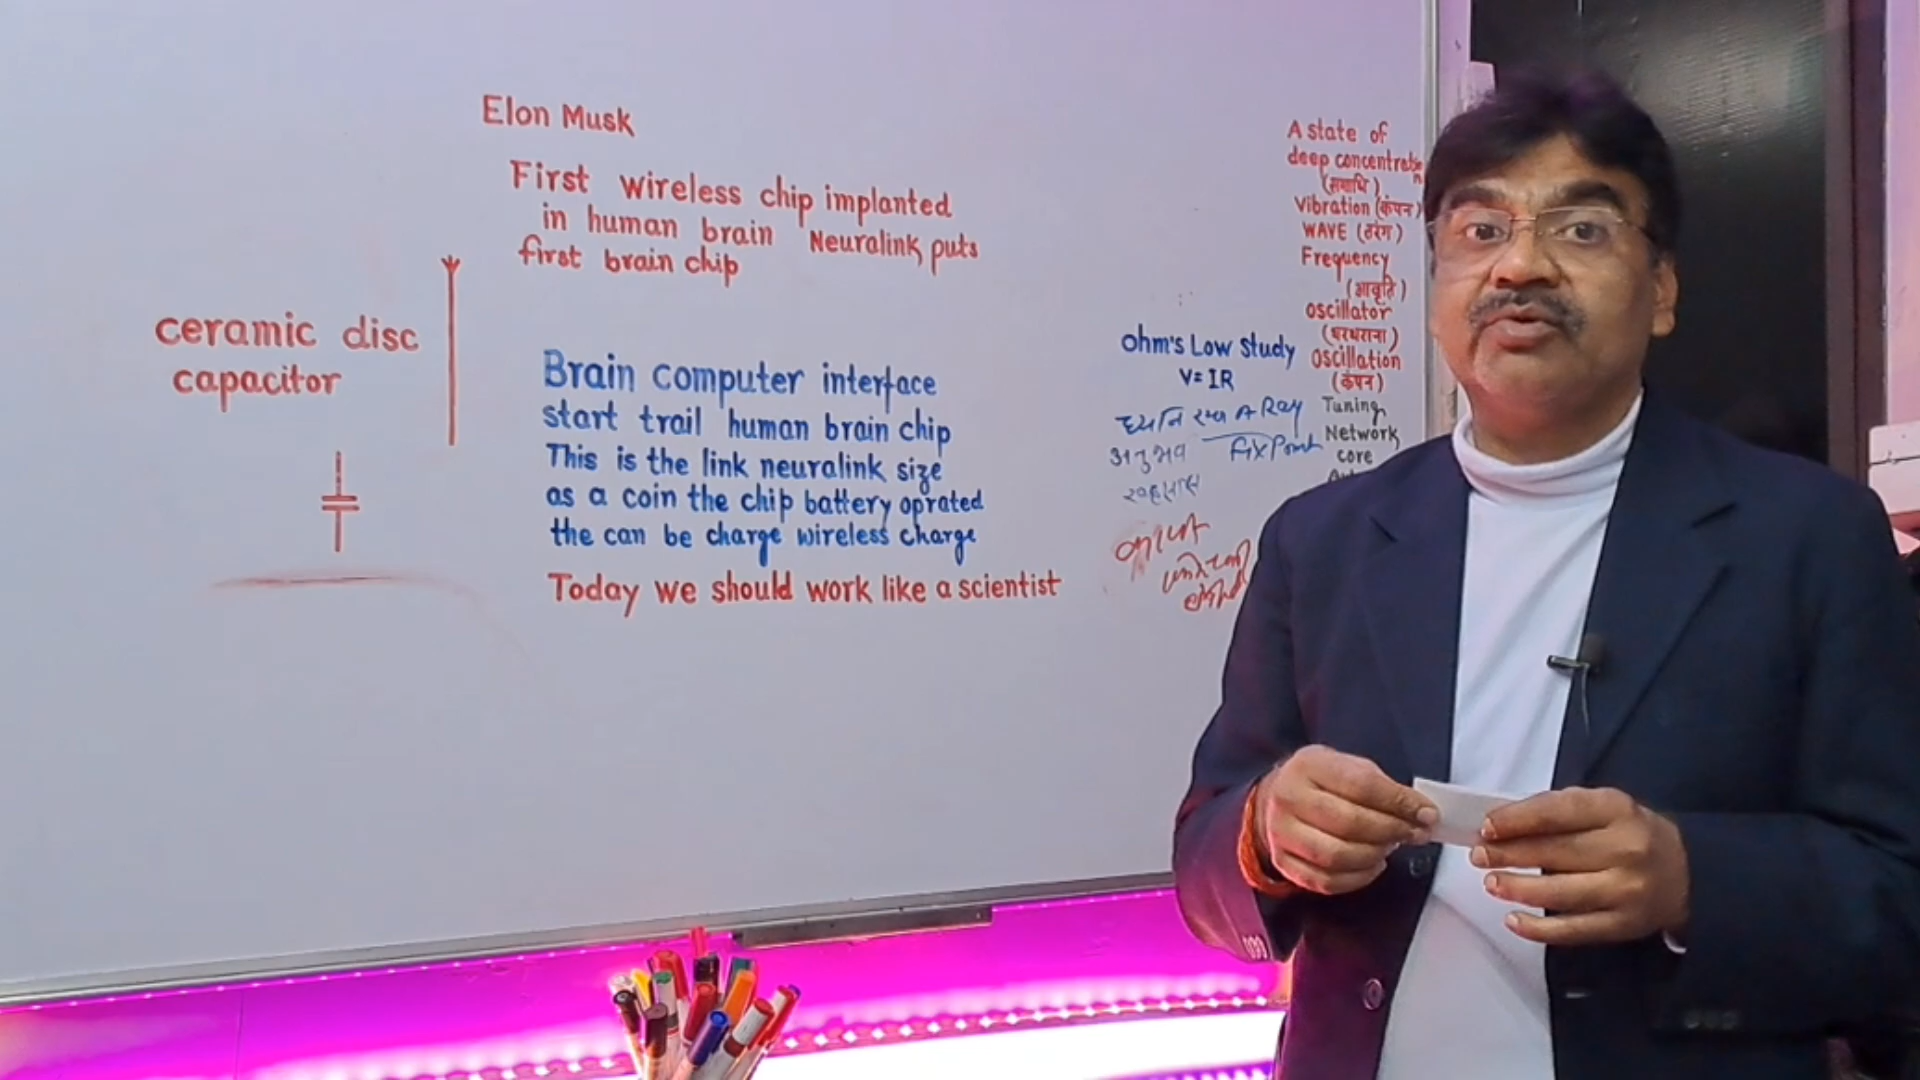 Elon Musk
First wireless chip implanted
in human brain Neuralink puts
first brain chip
ceramic disc
capacitor
Brain computer interface
start trail human brain chip
This is the link neuralink size
as a coin the chip battery oprated
the can be charge wireless charge
Today we should work like a scientist
ohm's Low Study
V=IR
A Ray
अनुभव
Fix Point
A state of
deep concentration
(समाधि)
Vibration (कंपन)
WAVE (तरंग)
Frequency
(आवृति)
oscillator
(थरथराना)
Oscillation
(कंपन)
Tuning
Network
core